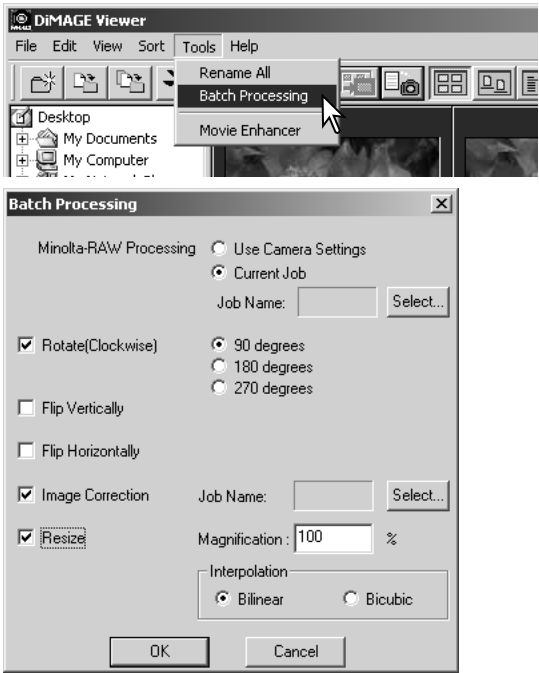 DiMAGE Viewer
File Edit View Sort Tools Help
Rename All
Batch Processing
Movie Enhancer
Desktop
My Documents
My Computer
Batch Processing
Minolta-RAW Processing Use Camera Settings
Current Job
Job Name: Select...
Rotate(Clockwise) 90 degrees
180 degrees
270 degrees
Flip Vertically
Flip Horizontally
Image Correction Job Name: Select...
Resize Magnification : 100 %
Interpolation
Bilinear Bicubic
OK Cancel